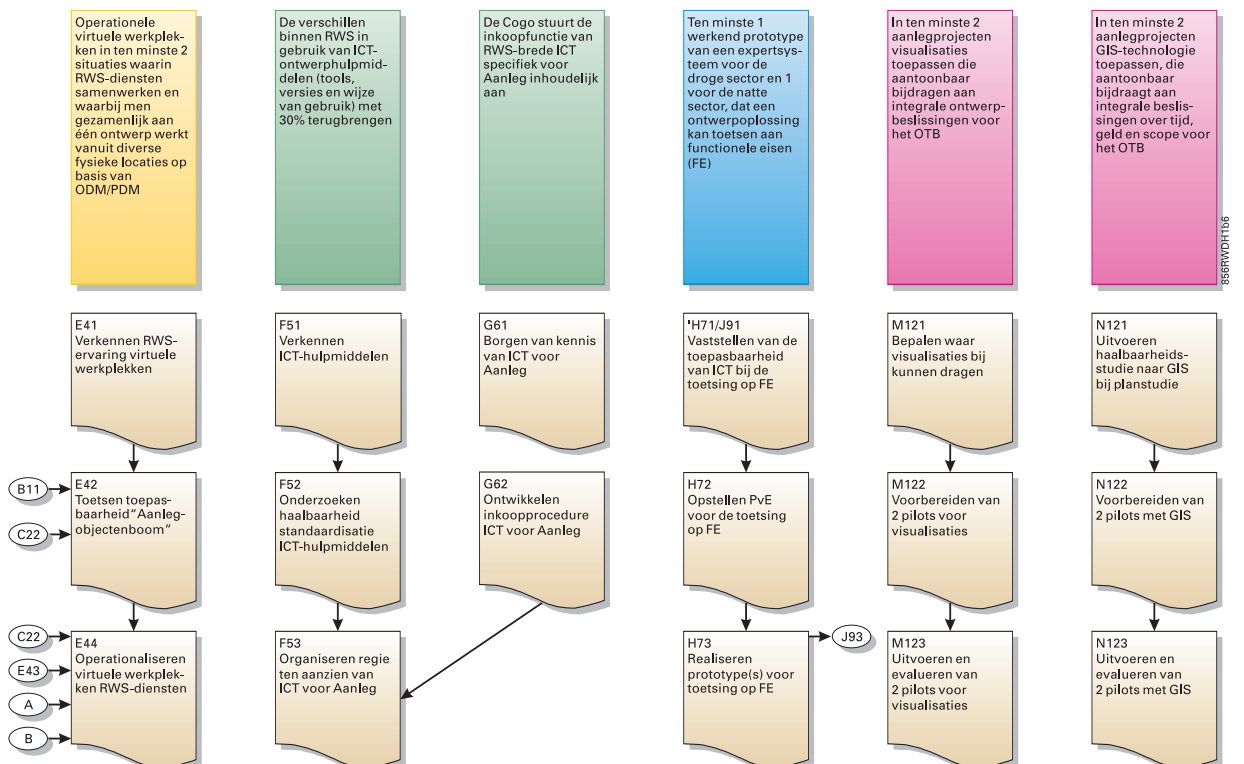 Operationele
virtuele werkplek-
ken in ten minste 2
situaties waarin
RWS-diensten
samenwerken en
waarbij men
gezamenlijk aan
één ontwerp werkt
vanuit diverse
fysieke locaties op
basis van
ODM/PDM
De verschillen
binnen RWS in
gebruik van ICT-
ontwerphulpmid-
delen (tools,
versies en wijze
van gebruik) met
30% terugbrengen
De Cogo stuurt de
inkoopfunctie van
RWS-brede ICT
specifiek voor
Aanleg inhoudelijk
aan
Ten minste 1
werkend prototype
van een expertsys-
teem voor de
droge sector en 1
voor de natte
sector, dat een
ontwerpoplossing
kan toetsen aan
functionele eisen
(FE)
In ten minste 2
aanlegprojecten
visualisaties
toepassen die
aantoonbaar
bijdragen aan
integrale ontwerp-
beslissingen voor
het OTB
In ten minste 2
aanlegprojecten
GIS-technologie
toepassen, die
aantoonbaar
bijdraagt aan
integrale beslis-
singen over tijd,
geld en scope voor
het OTB
856RWDH1b6
E41
Verkennen RWS-
ervaring virtuele
werkplekken
F51
Verkennen
ICT-hulpmiddelen
G61
Borgen van kennis
van ICT voor
Aanleg
'H71/J91
Vaststellen van de
toepasbaarheid
van ICT bij de
toetsing op FE
M121
Bepalen waar
visualisaties bij
kunnen dragen
N121
Uitvoeren
haalbaarheids-
studie naar GIS
bij planstudie
B11
C22
E42
Toetsen toepas-
baarheid “Aanleg-
objectenboom”
F52
Onderzoeken
haalbaarheid
standaardisatie
ICT-hulpmiddelen
G62
Ontwikkelen
inkoopprocedure
ICT voor Aanleg
H72
Opstellen PvE
voor de toetsing
op FE
M122
Voorbereiden van
2 pilots voor
visualisaties
N122
Voorbereiden van
2 pilots met GIS
C22
E43
A
B
E44
Operationaliseren
virtuele werkplek-
ken RWS-diensten
F53
Organiseren regie
ten aanzien van
ICT voor Aanleg
H73
Realiseren
prototype(s) voor
toetsing op FE
J93
M123
Uitvoeren en
evalueren van
2 pilots voor
visualisaties
N123
Uitvoeren en
evalueren van
2 pilots met GIS